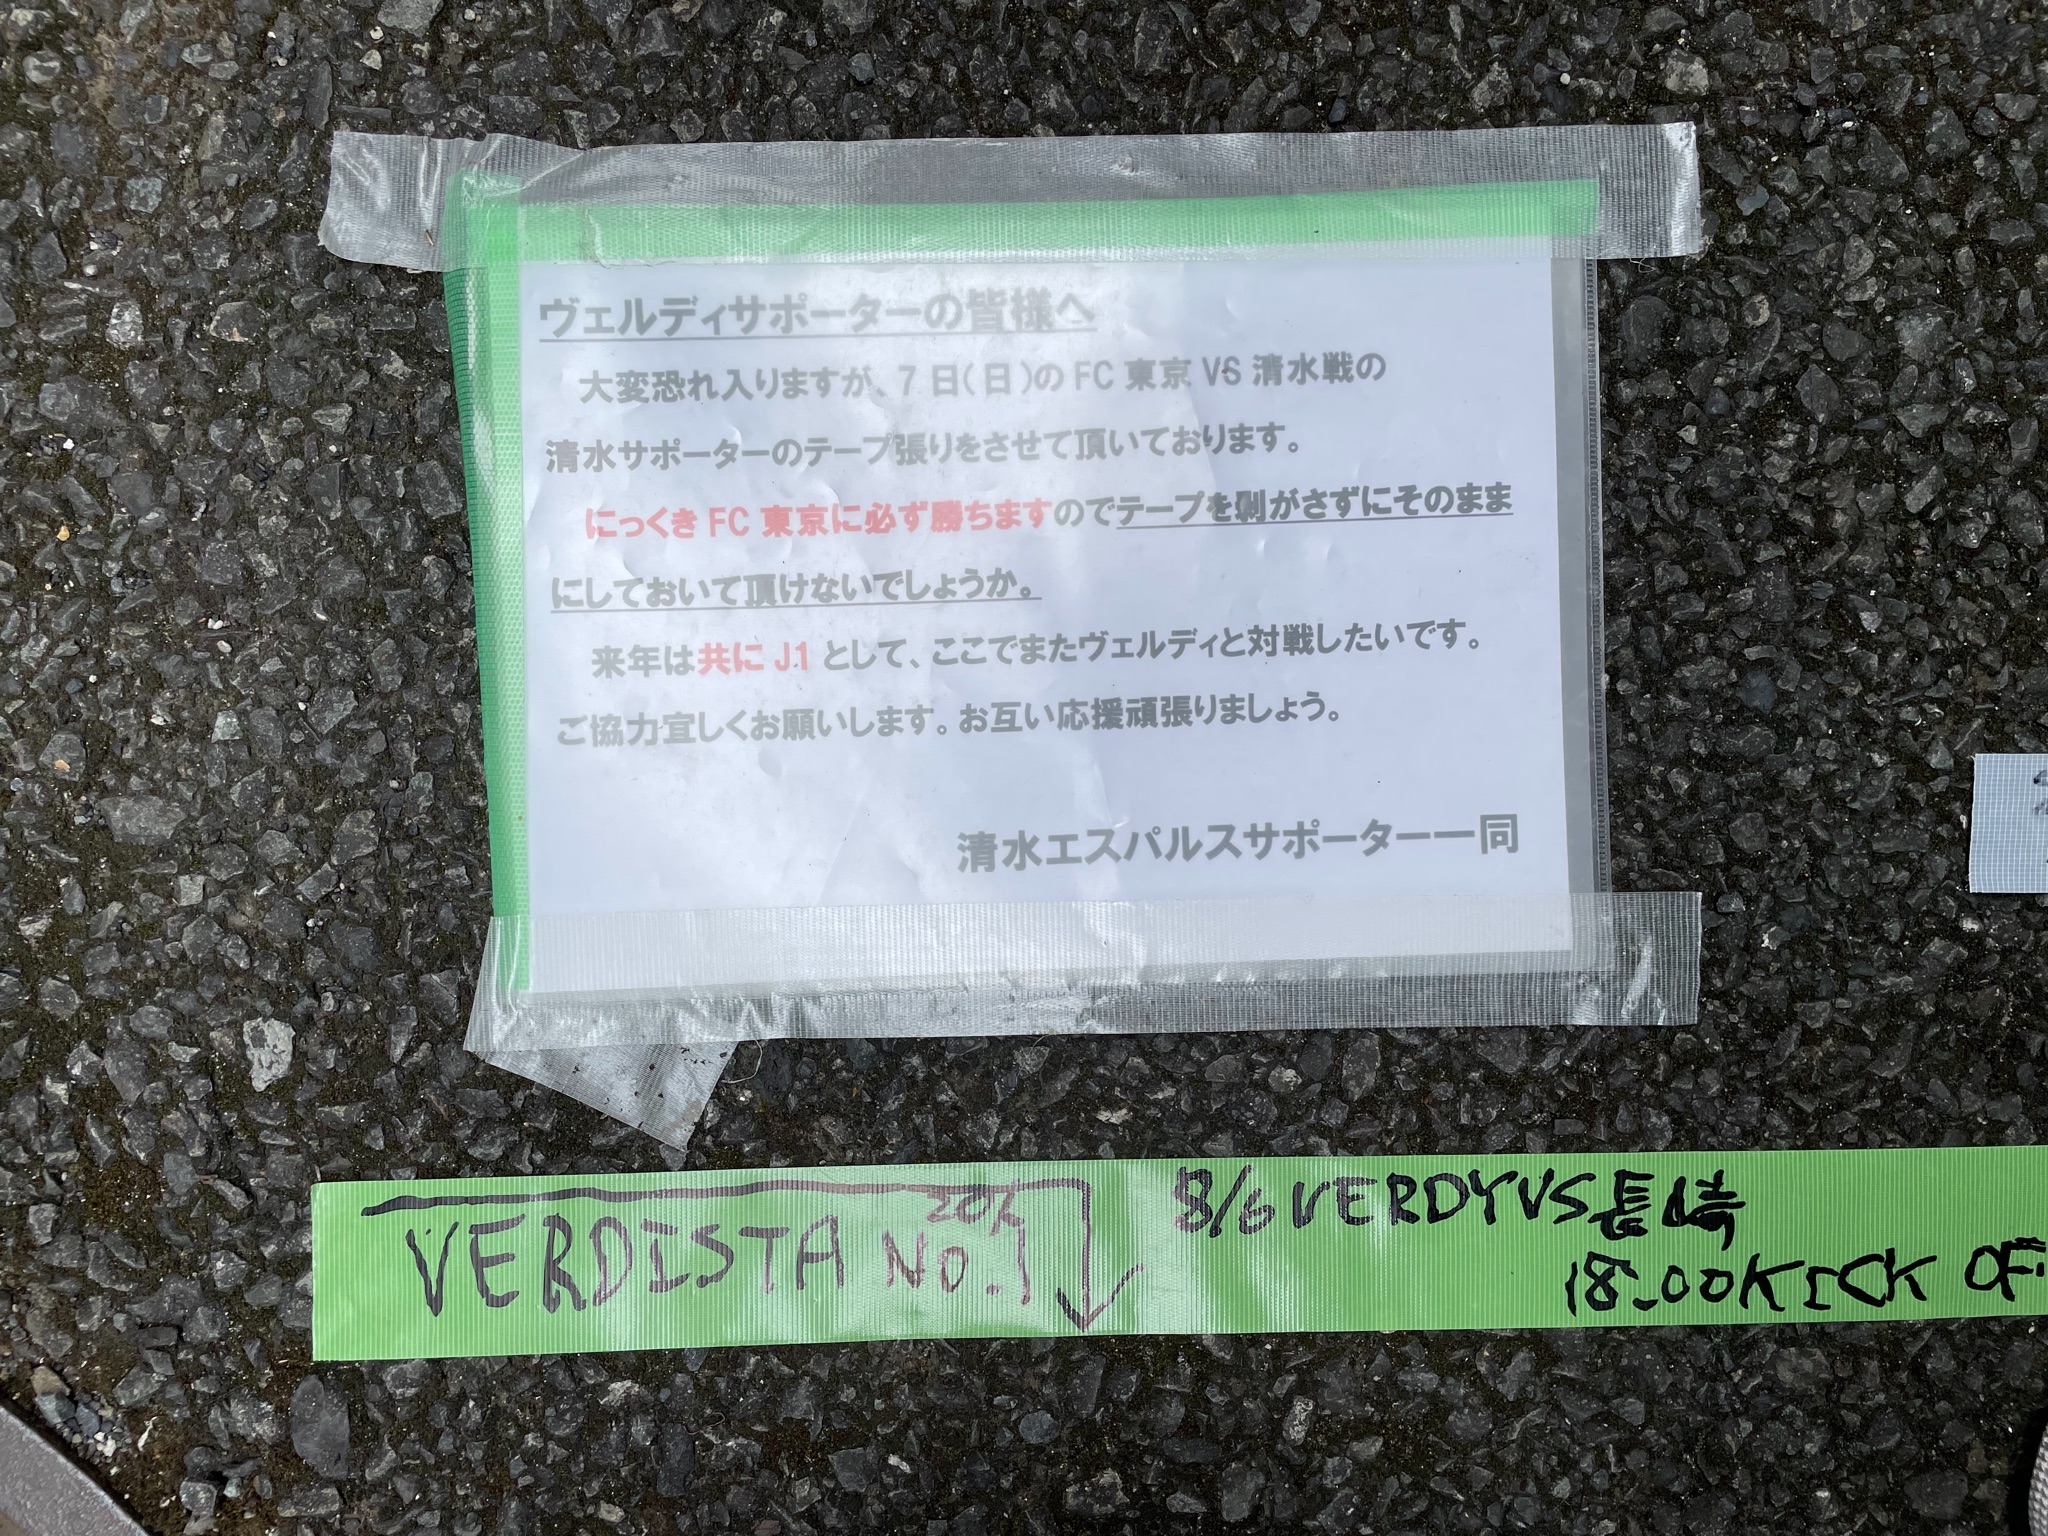 ヴェルディサポーターの皆様へ
大変恐れ入りますが、7日(日)のFC東京VS清水戦の
清水サポーターのテープ張りをさせて頂いております。
にっくきFC東京に必ず勝ちますのでテープを剝がさずにそのまま
にしておいて頂けないでしょうか。
来年は共にJ1として、ここでまたヴェルディと対戦したいです。
ご協力宜しくお願いします。お互い応援頑張りましょう。
清水エスパルスサポーター一同
VERDISTA NO.1
8/6 VERDY VS 長崎
18:00 KICK OF